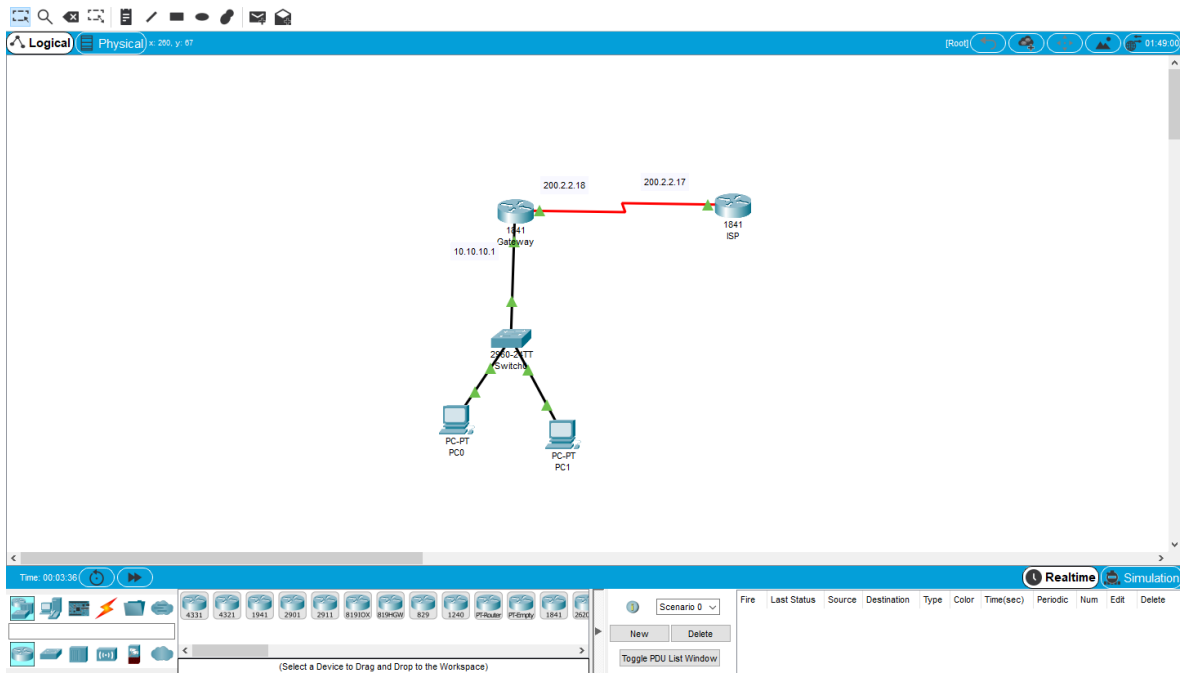 Logical
Physical
x: 260, y: 67
[Root]
01:49:00
200.2.2.18
200.2.2.17
1841
Gateway
1841
ISP
10.10.10.1
2960-24TT
Switch0
PC-PT
PC0
PC-PT
PC1
Time: 00:03:36
Realtime
Simulation
4331
4321
1941
2901
2911
819IOX
819HGW
829
1240
PT-Router
PT-Empty
1841
2620
(Select a Device to Drag and Drop to the Workspace)
Scenario 0
New
Delete
Toggle PDU List Window
Fire Last Status Source Destination Type Color Time(sec) Periodic Num Edit Delete